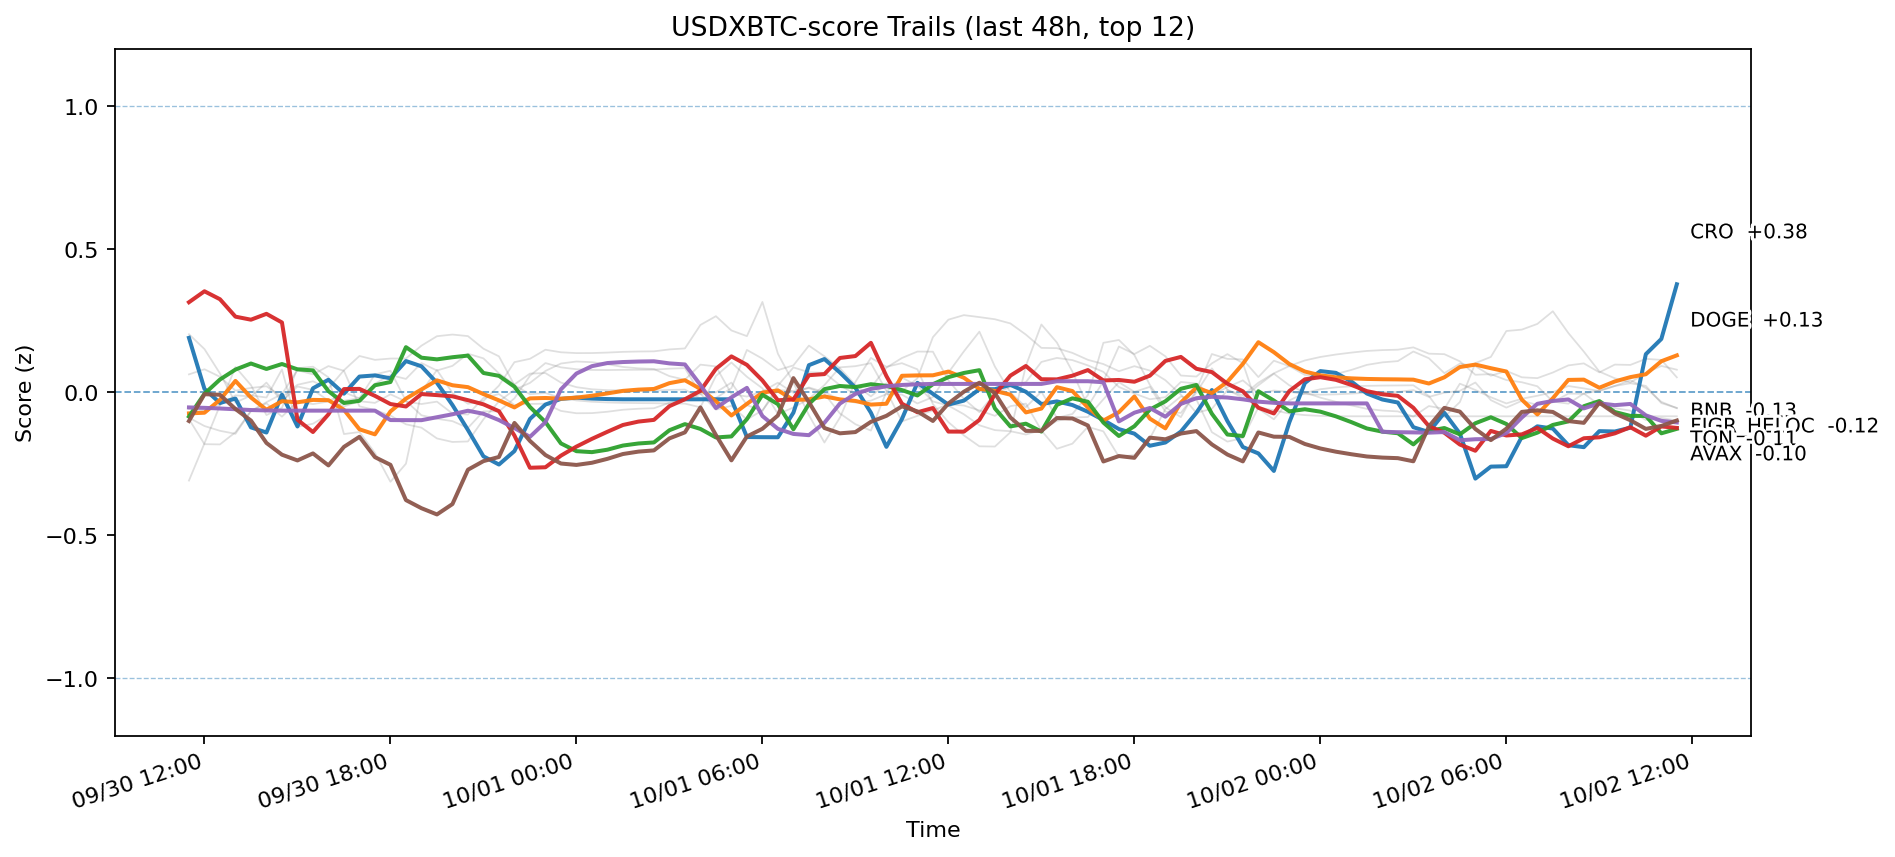 USDXBTC-score Trails (last 48h, top 12)
Score (z)
1.0
0.5
0.0
−0.5
−1.0
CRO +0.38
DOGE +0.13
BNB -0.13
FIGR_HELOC -0.12
TON -0.11
AVAX -0.10
09/30 12:00
09/30 18:00
10/01 00:00
10/01 06:00
10/01 12:00
10/01 18:00
10/02 00:00
10/02 06:00
10/02 12:00
Time